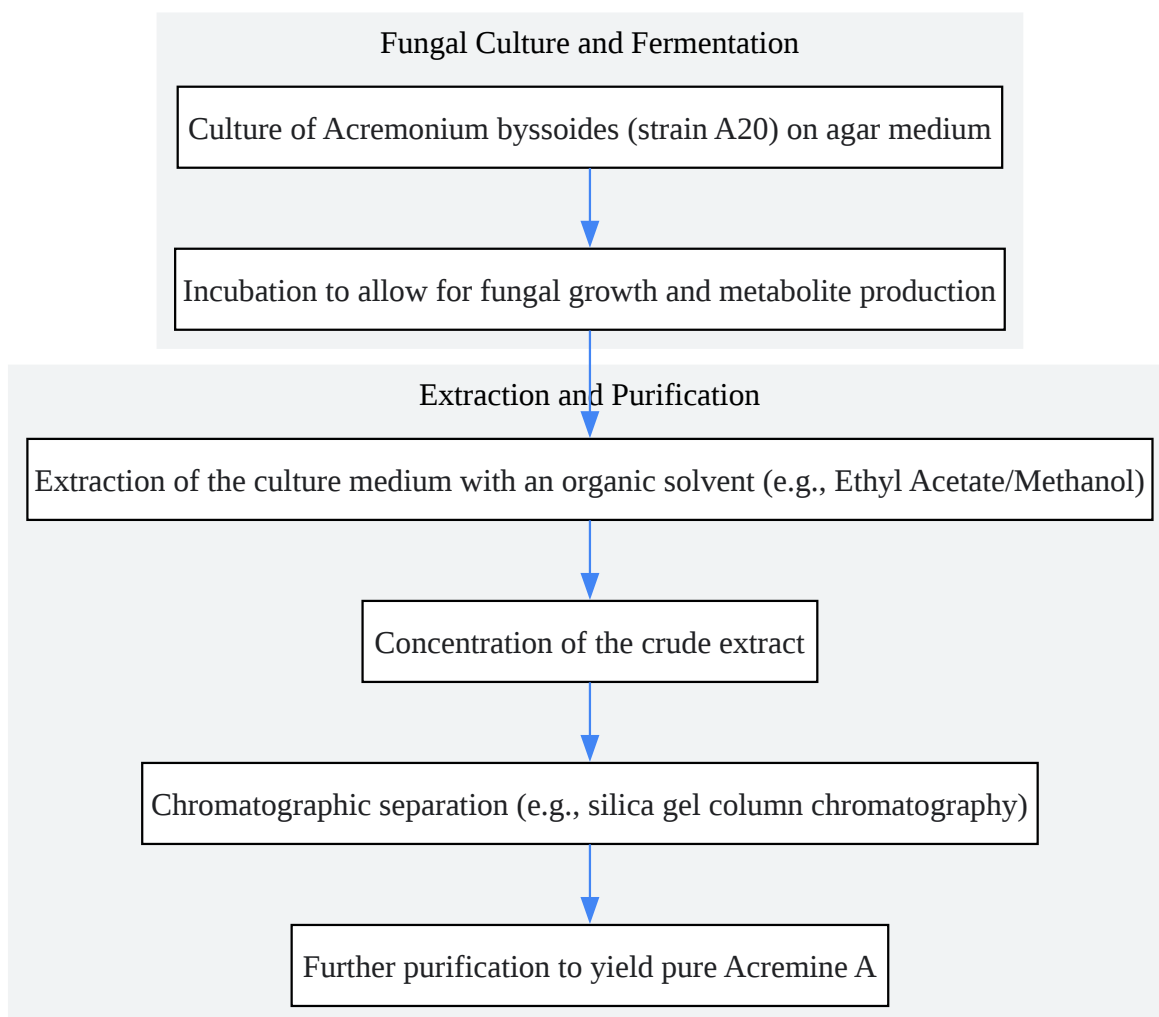 Fungal Culture and Fermentation
Culture of Acremonium byssoides (strain A20) on agar medium
Incubation to allow for fungal growth and metabolite production
Extraction and Purification
Extraction of the culture medium with an organic solvent (e.g., Ethyl Acetate/Methanol)
Concentration of the crude extract
Chromatographic separation (e.g., silica gel column chromatography)
Further purification to yield pure Acremine A